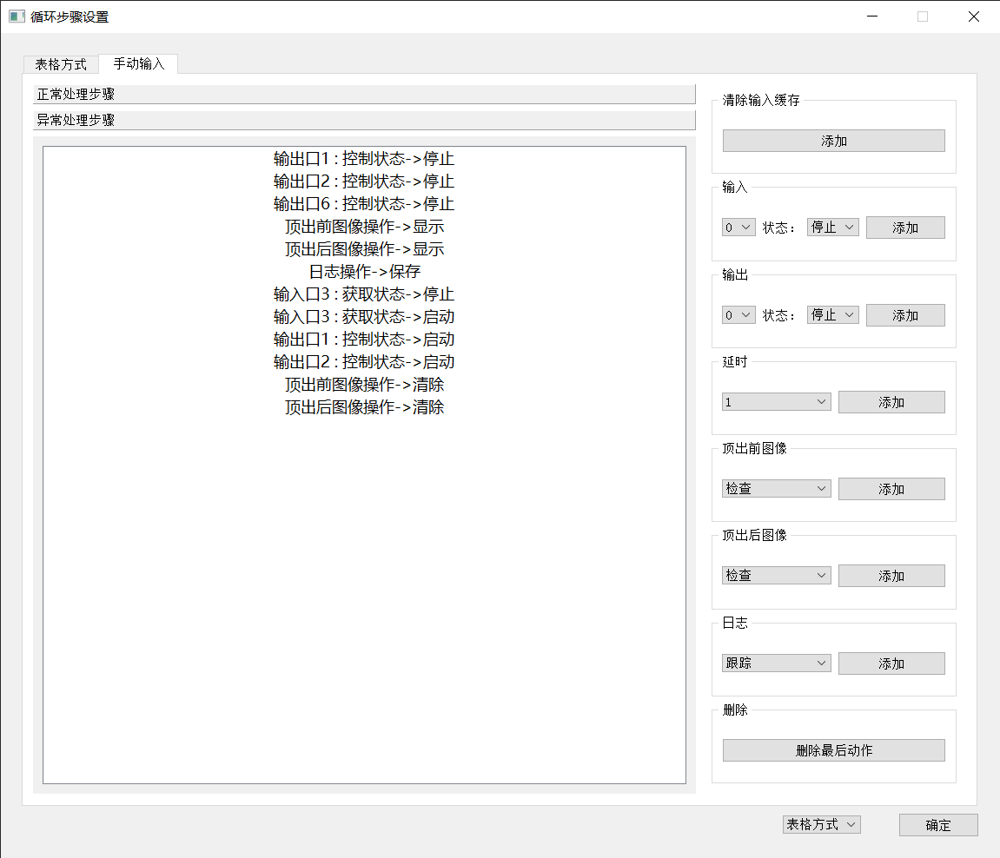 循环步骤设置
表格方式
手动输入
正常处理步骤
异常处理步骤
输出口1 : 控制状态->停止
输出口2 : 控制状态->停止
输出口6 : 控制状态->停止
顶出前图像操作->显示
顶出后图像操作->显示
日志操作->保存
输入口3 : 获取状态->停止
输入口3 : 获取状态->启动
输出口1 : 控制状态->启动
输出口2 : 控制状态->启动
顶出前图像操作->清除
顶出后图像操作->清除
清除输入缓存
添加
输入
0 状态： 停止 添加
输出
0 状态： 停止 添加
延时
1 添加
顶出前图像
检查 添加
顶出后图像
检查 添加
日志
跟踪 添加
删除
删除最后动作
表格方式 确定